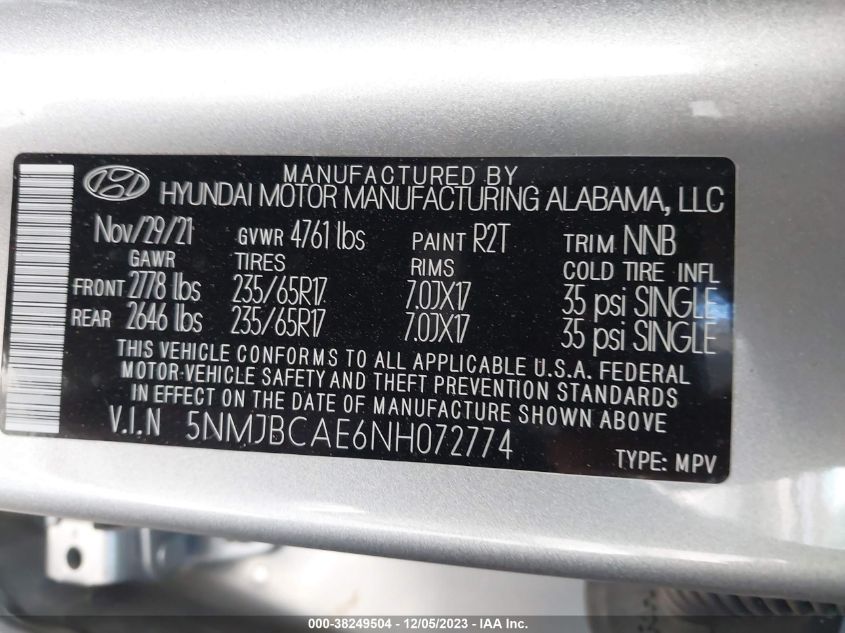 MANUFACTURED BY
HYUNDAI MOTOR MANUFACTURING ALABAMA, LLC
Nov/29/21 GVWR 4761 lbs PAINT R2T TRIM NNB
GAWR TIRES RIMS COLD TIRE INFL
FRONT 2778 lbs 235/65R17 7.0JX17 35 psi SINGLE
REAR 2646 lbs 235/65R17 7.0JX17 35 psi SINGLE
THIS VEHICLE CONFORMS TO ALL APPLICABLE U.S.A. FEDERAL
MOTOR-VEHICLE SAFETY AND THEFT PREVENTION STANDARDS
IN EFFECT ON THE DATE OF MANUFACTURE SHOWN ABOVE
V.I.N 5NMJBCAE6NH072774
TYPE: MPV
000-38249504 - 12/05/2023 - IAA Inc.